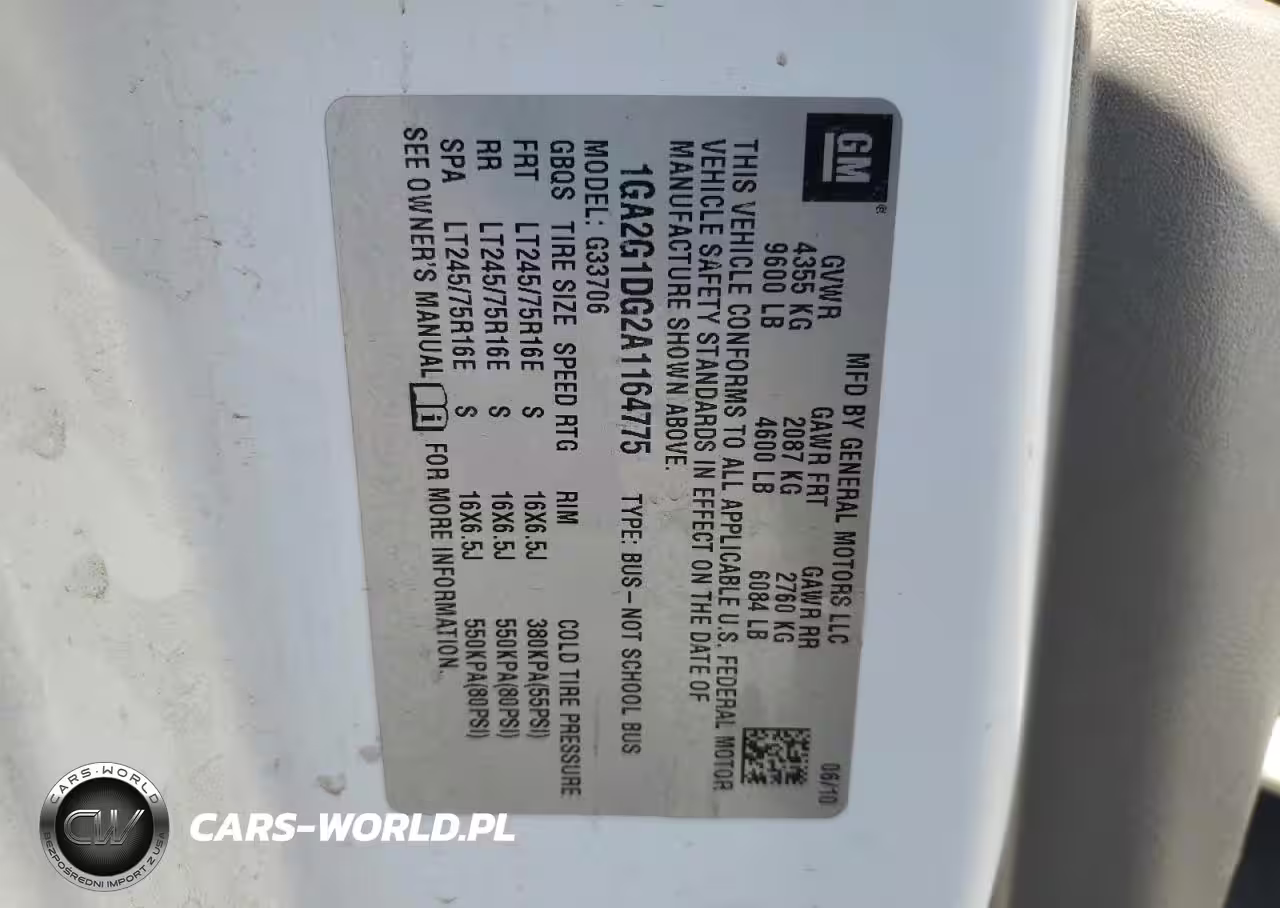 GM
MFD BY GENERAL MOTORS LLC
06/10
GVWR GAWR FRT GAWR RR
4355 KG 2087 KG 2760 KG
9600 LB 4600 LB 6084 LB
THIS VEHICLE CONFORMS TO ALL APPLICABLE U.S. FEDERAL MOTOR
VEHICLE SAFETY STANDARDS IN EFFECT ON THE DATE OF
MANUFACTURE SHOWN ABOVE.
1GA2G1DG2A1164775 TYPE: BUS-NOT SCHOOL BUS
MODEL: G33706
GBQS TIRE SIZE SPEED RTG RIM COLD TIRE PRESSURE
FRT LT245/75R16E S 16X6.5J 380KPA(55PSI)
RR LT245/75R16E S 16X6.5J 550KPA(80PSI)
SPA LT245/75R16E S 16X6.5J 550KPA(80PSI)
SEE OWNER'S MANUAL i FOR MORE INFORMATION.
CARS-WORLD
CW
BEZPOŚREDNI IMPORT Z USA
CARS-WORLD.PL